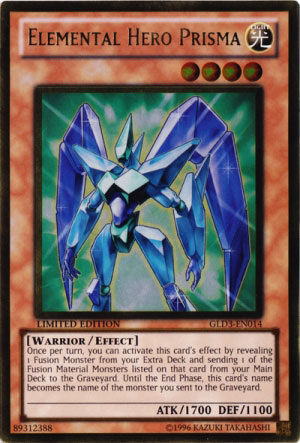 ELEMENTAL HERO PRISMA
LIGHT
光
LIMITED EDITION
GLD3-EN014
[WARRIOR / EFFECT]
Once per turn, you can activate this card's effect by revealing
1 Fusion Monster from your Extra Deck and sending 1 of the
Fusion Material Monsters listed on that card from your Main
Deck to the Graveyard. Until the End Phase, this card's name
becomes the name of the monster you sent to the Graveyard.
ATK/1700 DEF/1100
89312388
©1996 KAZUKI TAKAHASHI